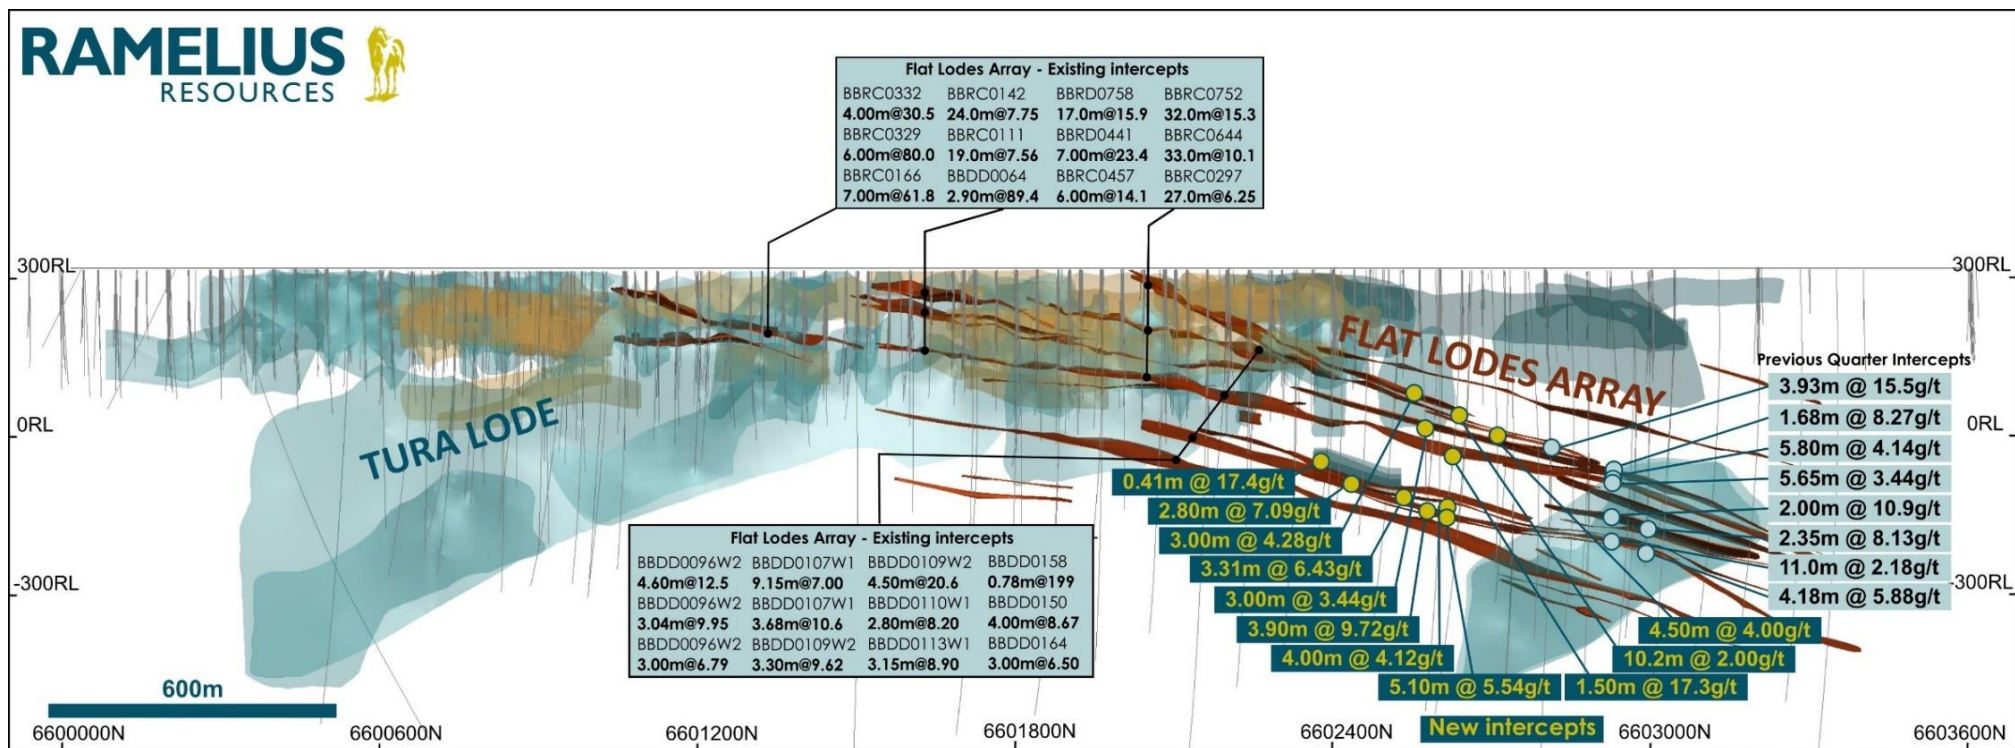 RAMELIUS
RESOURCES
Flat Lodes Array - Existing intercepts
BBRC0332 BBRC0142 BBRD0758 BBRC0752
4.00m@30.5 24.0m@7.75 17.0m@15.9 32.0m@15.3
BBRC0329 BBRC0111 BBRD0441 BBRC0644
6.00m@80.0 19.0m@7.56 7.00m@23.4 33.0m@10.1
BBRC0166 BBDD0064 BBRC0457 BBRC0297
7.00m@61.8 2.90m@89.4 6.00m@14.1 27.0m@6.25
300RL 300RL
FLAT LODES ARRAY
TURA LODE
0RL 0RL
Previous Quarter Intercepts
3.93m @ 15.5g/t
1.68m @ 8.27g/t
5.80m @ 4.14g/t
5.65m @ 3.44g/t
2.00m @ 10.9g/t
2.35m @ 8.13g/t
11.0m @ 2.18g/t
4.18m @ 5.88g/t
0.41m @ 17.4g/t
2.80m @ 7.09g/t
3.00m @ 4.28g/t
3.31m @ 6.43g/t
3.00m @ 3.44g/t
3.90m @ 9.72g/t
4.00m @ 4.12g/t
5.10m @ 5.54g/t
4.50m @ 4.00g/t
10.2m @ 2.00g/t
1.50m @ 17.3g/t
New intercepts
-300RL -300RL
Flat Lodes Array - Existing intercepts
BBDD0096W2 BBDD0107W1 BBDD0109W2 BBDD0158
4.60m@12.5 9.15m@7.00 4.50m@20.6 0.78m@199
BBDD0096W2 BBDD0107W1 BBDD0110W1 BBDD0150
3.04m@9.95 3.68m@10.6 2.80m@8.20 4.00m@8.67
BBDD0096W2 BBDD0109W2 BBDD0113W1 BBDD0164
3.00m@6.79 3.30m@9.62 3.15m@8.90 3.00m@6.50
600m
6600000N 6600600N 6601200N 6601800N 6602400N 6603000N 6603600N